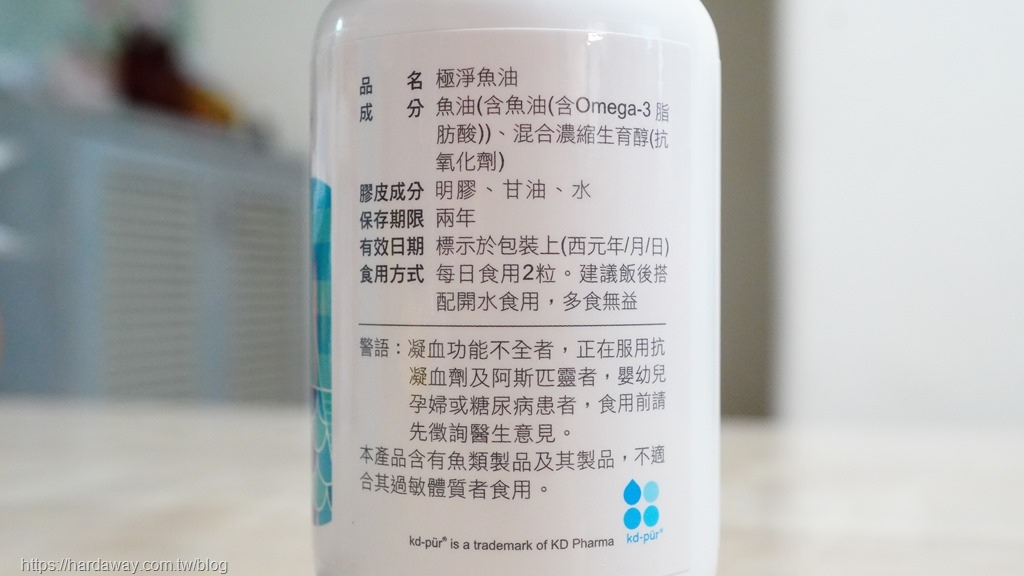 品名 極淨魚油
成分 魚油(含魚油(含Omega-3 脂
肪酸))、混合濃縮生育醇(抗
氧化劑)
膠皮成分 明膠、甘油、水
保存期限 兩年
有效日期 標示於包裝上(西元年/月/日)
食用方式 每日食用2粒。建議飯後搭
配開水食用，多食無益
警語：凝血功能不全者，正在服用抗
凝血劑及阿斯匹靈者，嬰幼兒
孕婦或糖尿病患者，食用前請
先徵詢醫生意見。
本產品含有魚類製品及其製品，不適
合其過敏體質者食用。
kd-pür®
kd-pür® is a trademark of KD Pharma
https://hardaway.com.tw/blog